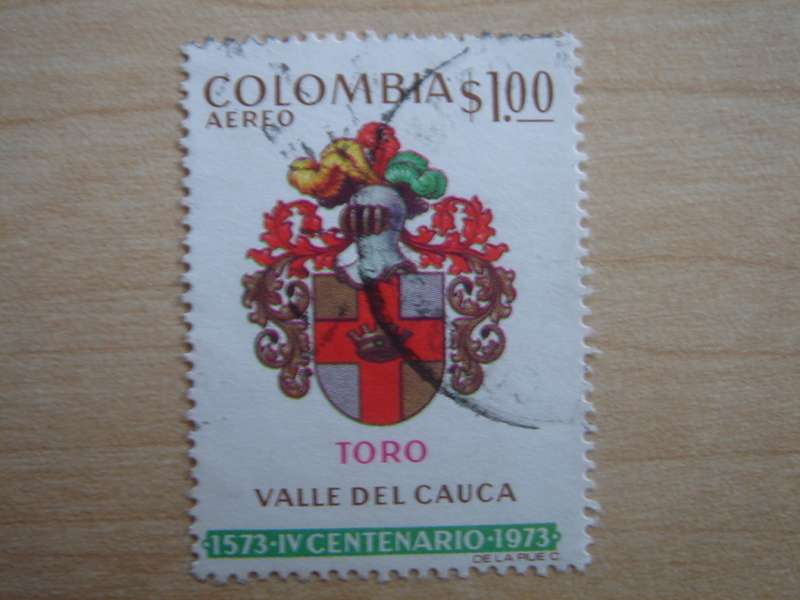 COLOMBIA $1.00
AEREO
TORO
VALLE DEL CAUCA
·1573·IV CENTENARIO·1973·
DE LA RUE C.